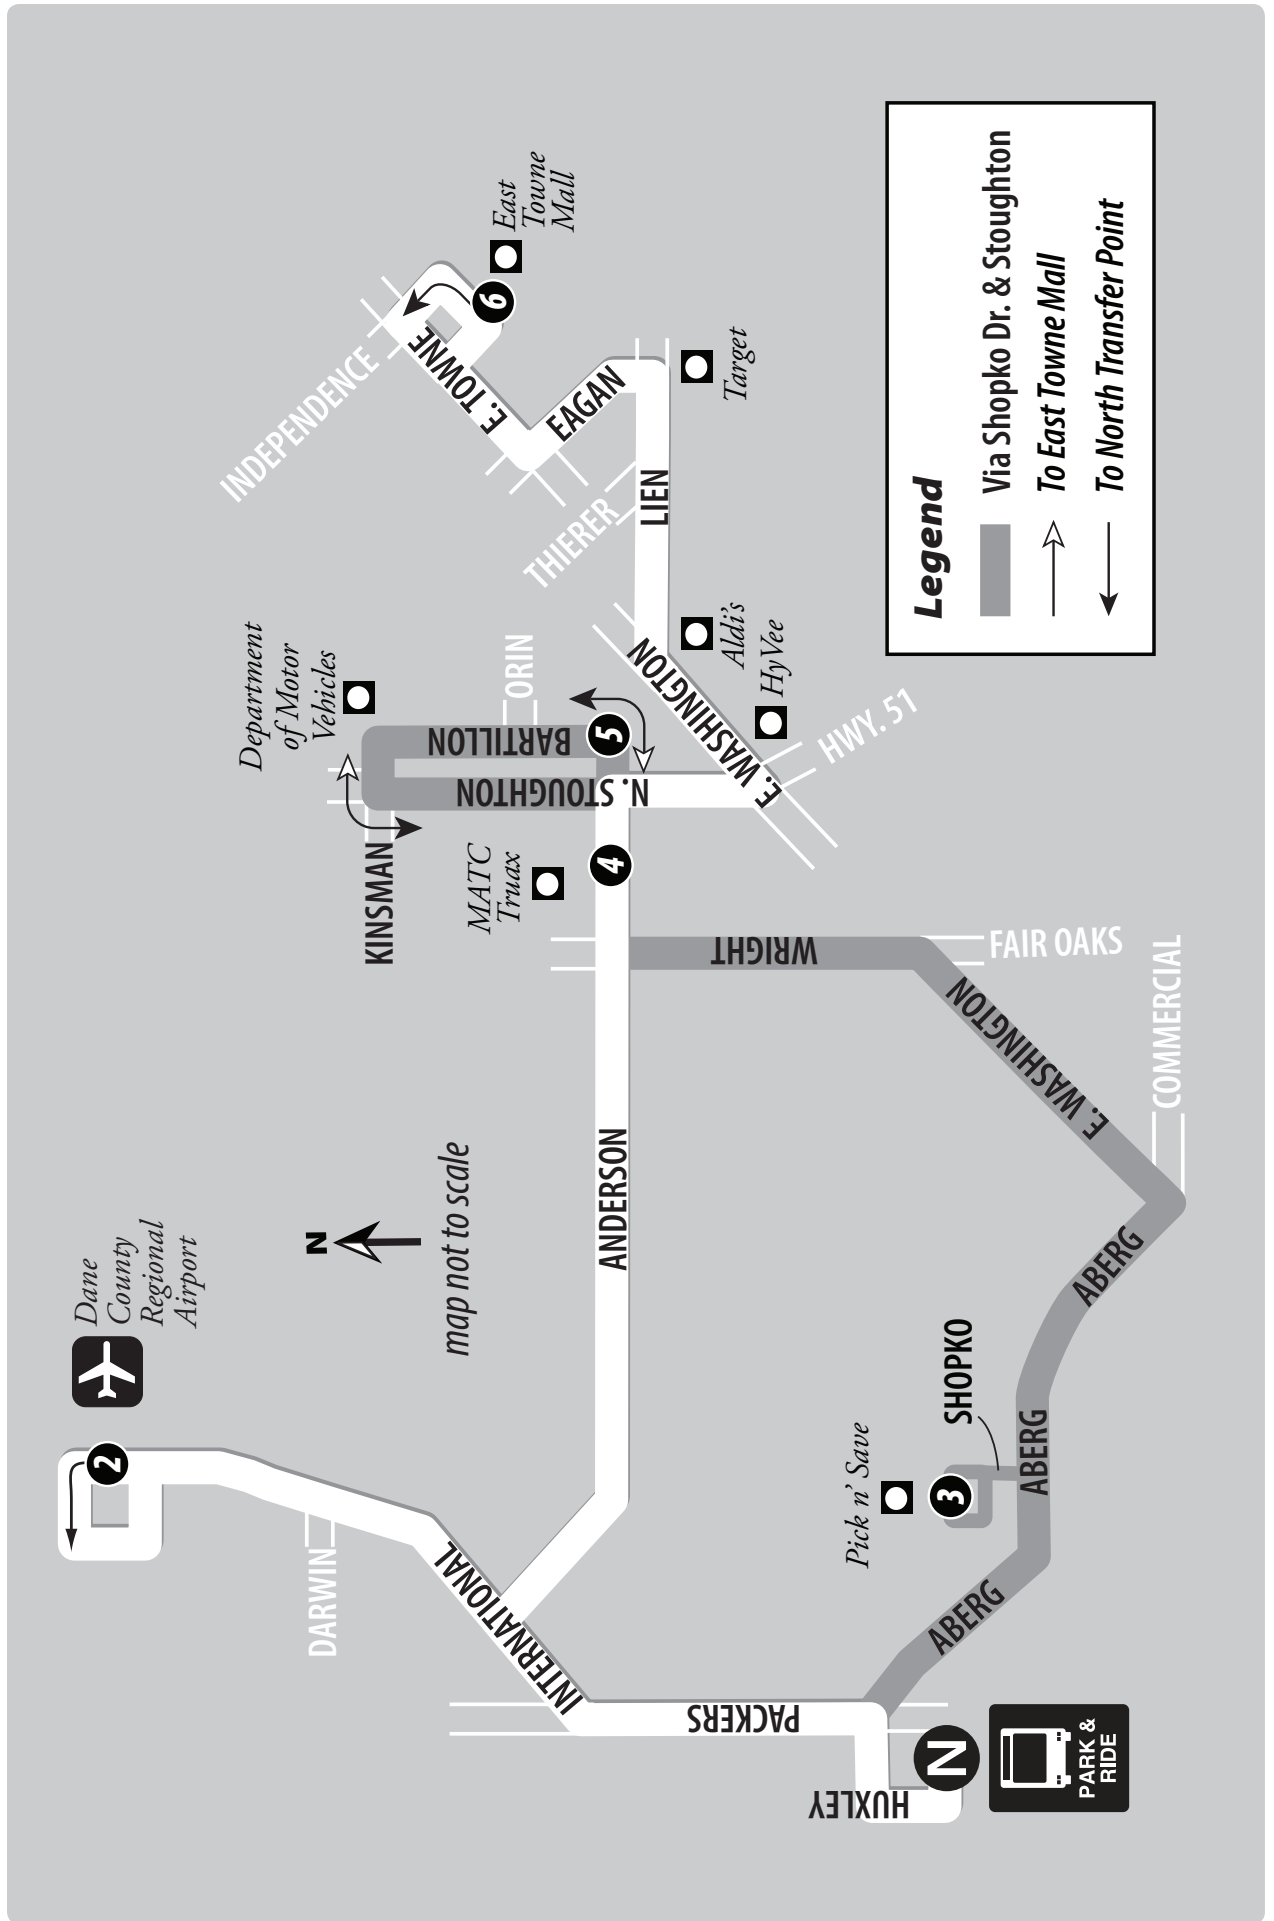 Dane
County
Regional
Airport
2
DARWIN
INTERNATIONAL
PACKERS
HUXLEY
N
PARK &
RIDE
N
map not to scale
ANDERSON
Pick n' Save
3
SHOPKO
ABERG
ABERG
ABERG
COMMERCIAL
E. WASHINGTON
FAIR OAKS
WRIGHT
MATC
Truax
4
KINSMAN
N. STOUGHTON
BARTILLON
5
ORIN
Department
of Motor
Vehicles
HWY. 51
E. WASHINGTON
HyVee
Aldi's
LIEN
THIERER
Target
EAGAN
E. TOWNE
INDEPENDENCE
6
East
Towne
Mall
Legend
Via Shopko Dr. & Stoughton
To East Towne Mall
To North Transfer Point